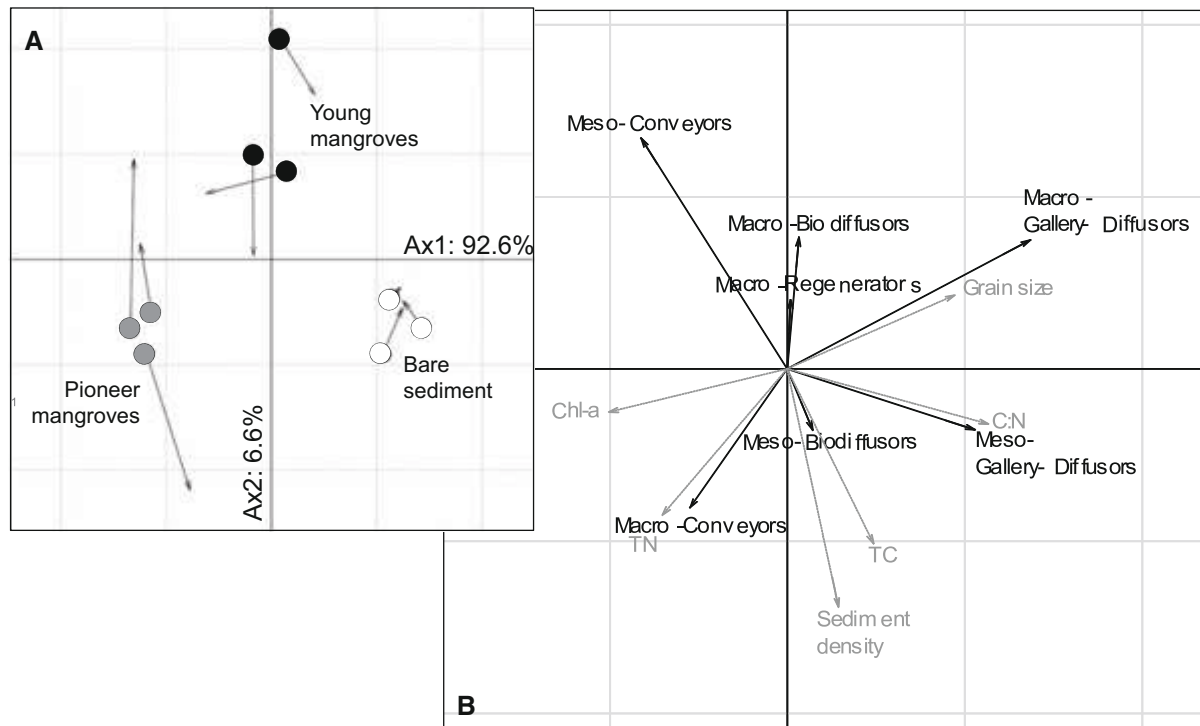 A
Young
mangroves
Ax1: 92.6%
Bare
sediment
Pioneer
mangroves
1
Ax2: 6.6%
Meso-Conveyors
Macro -
Gallery- Diffusors
Macro -Bio diffusors
Macro -Regenerators
Grain size
Chl-a
C:N
Meso-Biodiffusors
Meso-
Gallery- Diffusors
Macro -Conveyors
TN
TC
Sediment
density
B